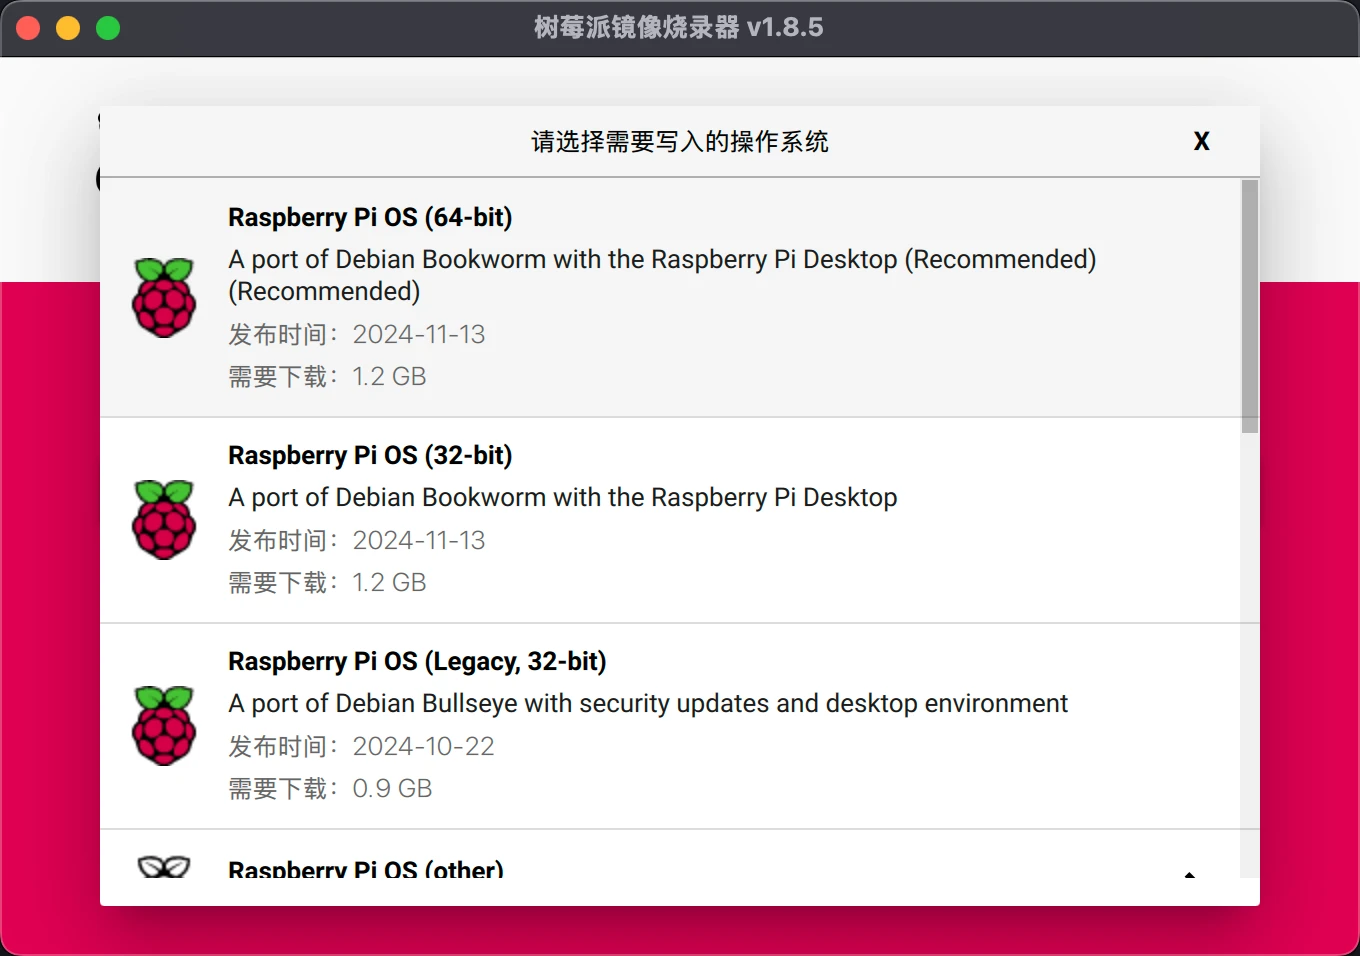 树莓派镜像烧录器 v1.8.5
请选择需要写入的操作系统
X
Raspberry Pi OS (64-bit)
A port of Debian Bookworm with the Raspberry Pi Desktop (Recommended)
(Recommended)
发布时间：2024-11-13
需要下载：1.2 GB
Raspberry Pi OS (32-bit)
A port of Debian Bookworm with the Raspberry Pi Desktop
发布时间：2024-11-13
需要下载：1.2 GB
Raspberry Pi OS (Legacy, 32-bit)
A port of Debian Bullseye with security updates and desktop environment
发布时间：2024-10-22
需要下载：0.9 GB
Raspberry Pi OS (other)